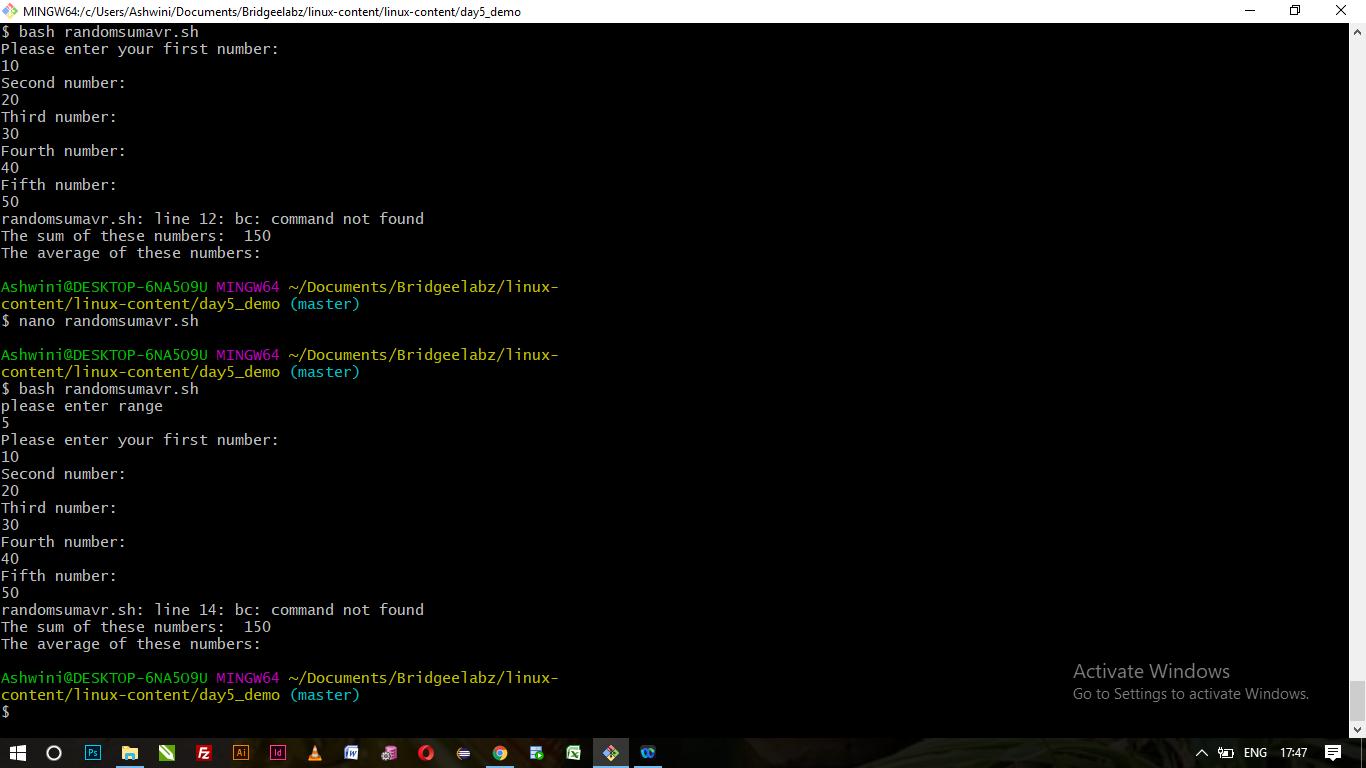 MINGW64:/c/Users/Ashwini/Documents/Bridgeelabz/linux-content/linux-content/day5_demo
$ bash randomsumavr.sh
Please enter your first number:
10
Second number:
20
Third number:
30
Fourth number:
40
Fifth number:
50
randomsumavr.sh: line 12: bc: command not found
The sum of these numbers:  150
The average of these numbers:
Ashwini@DESKTOP-6NA5O9U MINGW64 ~/Documents/Bridgeelabz/linux-
content/linux-content/day5_demo (master)
$ nano randomsumavr.sh
Ashwini@DESKTOP-6NA5O9U MINGW64 ~/Documents/Bridgeelabz/linux-
content/linux-content/day5_demo (master)
$ bash randomsumavr.sh
please enter range
5
Please enter your first number:
10
Second number:
20
Third number:
30
Fourth number:
40
Fifth number:
50
randomsumavr.sh: line 14: bc: command not found
The sum of these numbers:  150
The average of these numbers:
Ashwini@DESKTOP-6NA5O9U MINGW64 ~/Documents/Bridgeelabz/linux-
content/linux-content/day5_demo (master)
$
Activate Windows
Go to Settings to activate Windows.
Ps
Fz
Ai
Id
W
X
ENG
17:47